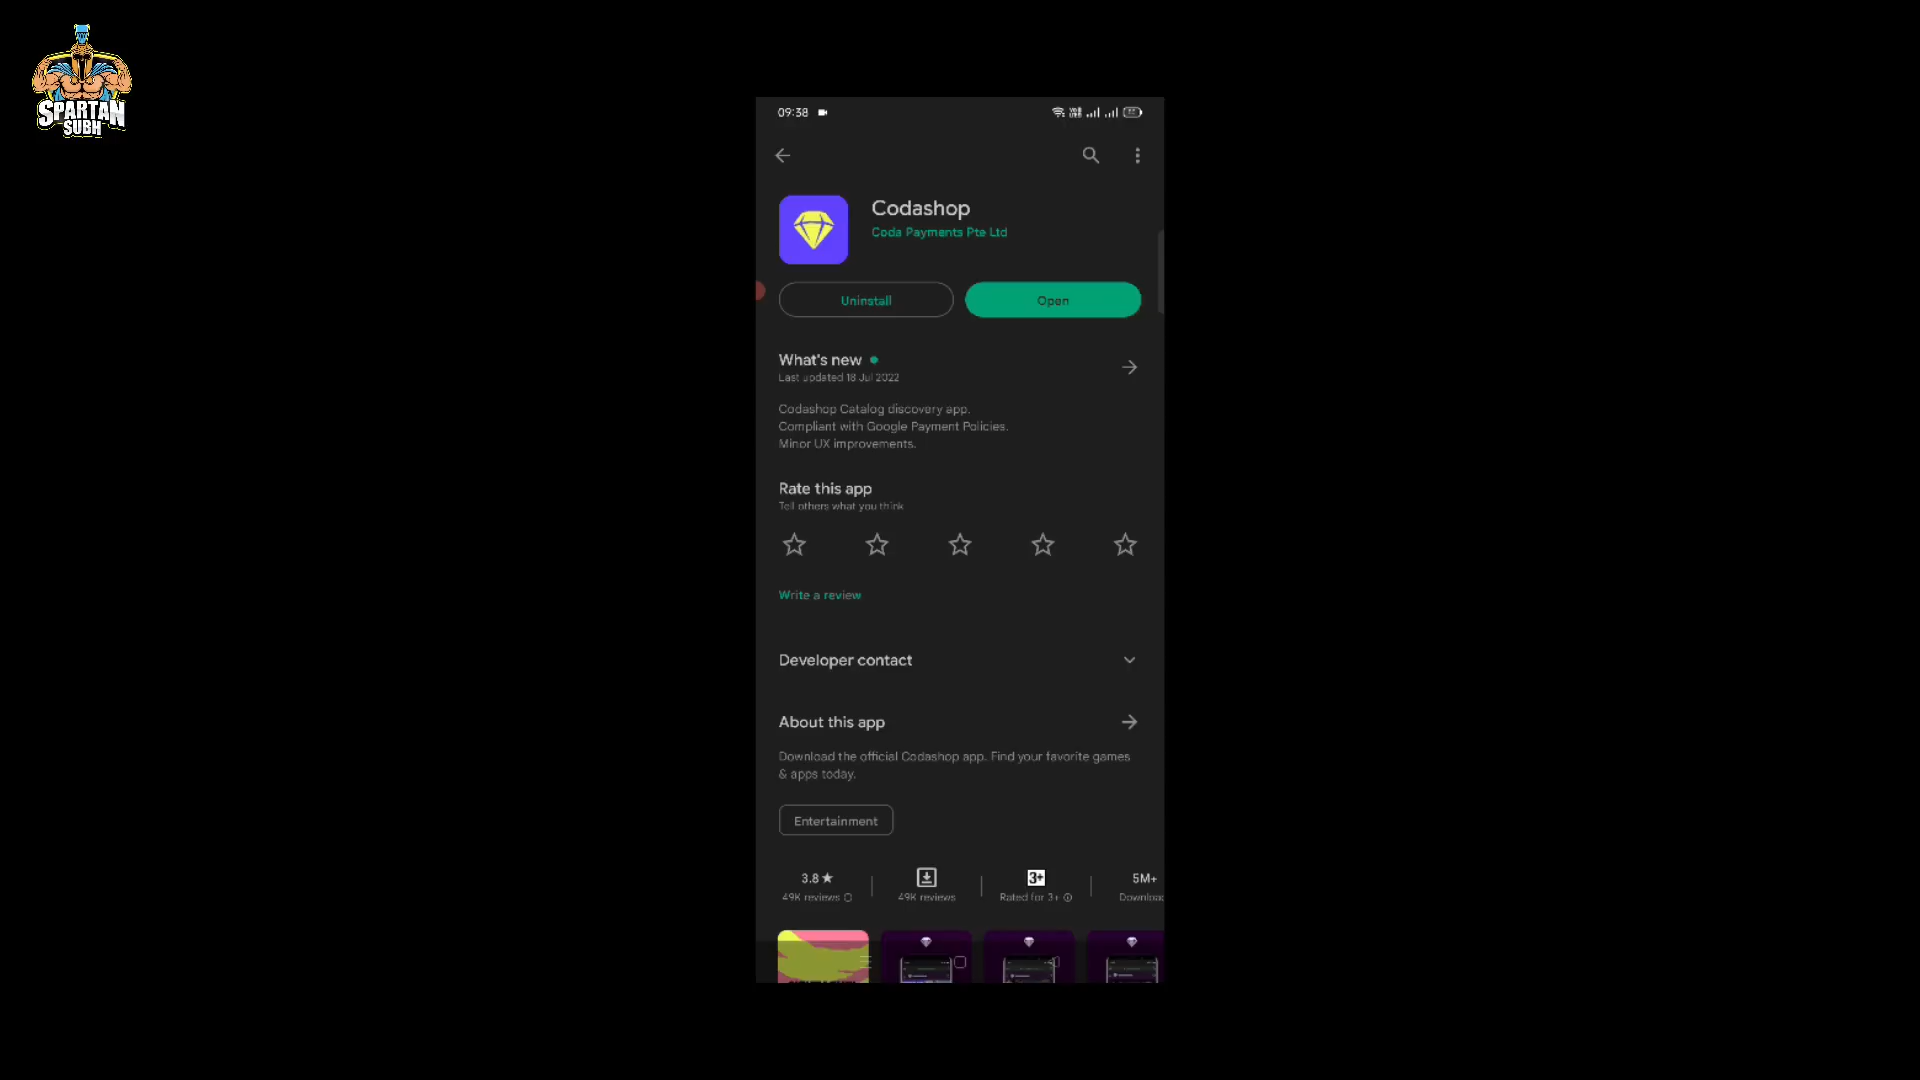 SPARTAN
SUBH
09:38
Codashop
Coda Payments Pte Ltd
Uninstall
Open
What's new
Last updated 18 Jul 2022
Codashop Catalog discovery app.
Compliant with Google Payment Policies.
Minor UX improvements.
Rate this app
Tell others what you think
Write a review
Developer contact
About this app
Download the official Codashop app. Find your favorite games
& apps today.
Entertainment
3.8★
3+
5M+
49K reviews
49K reviews
Rated for 3+
Download